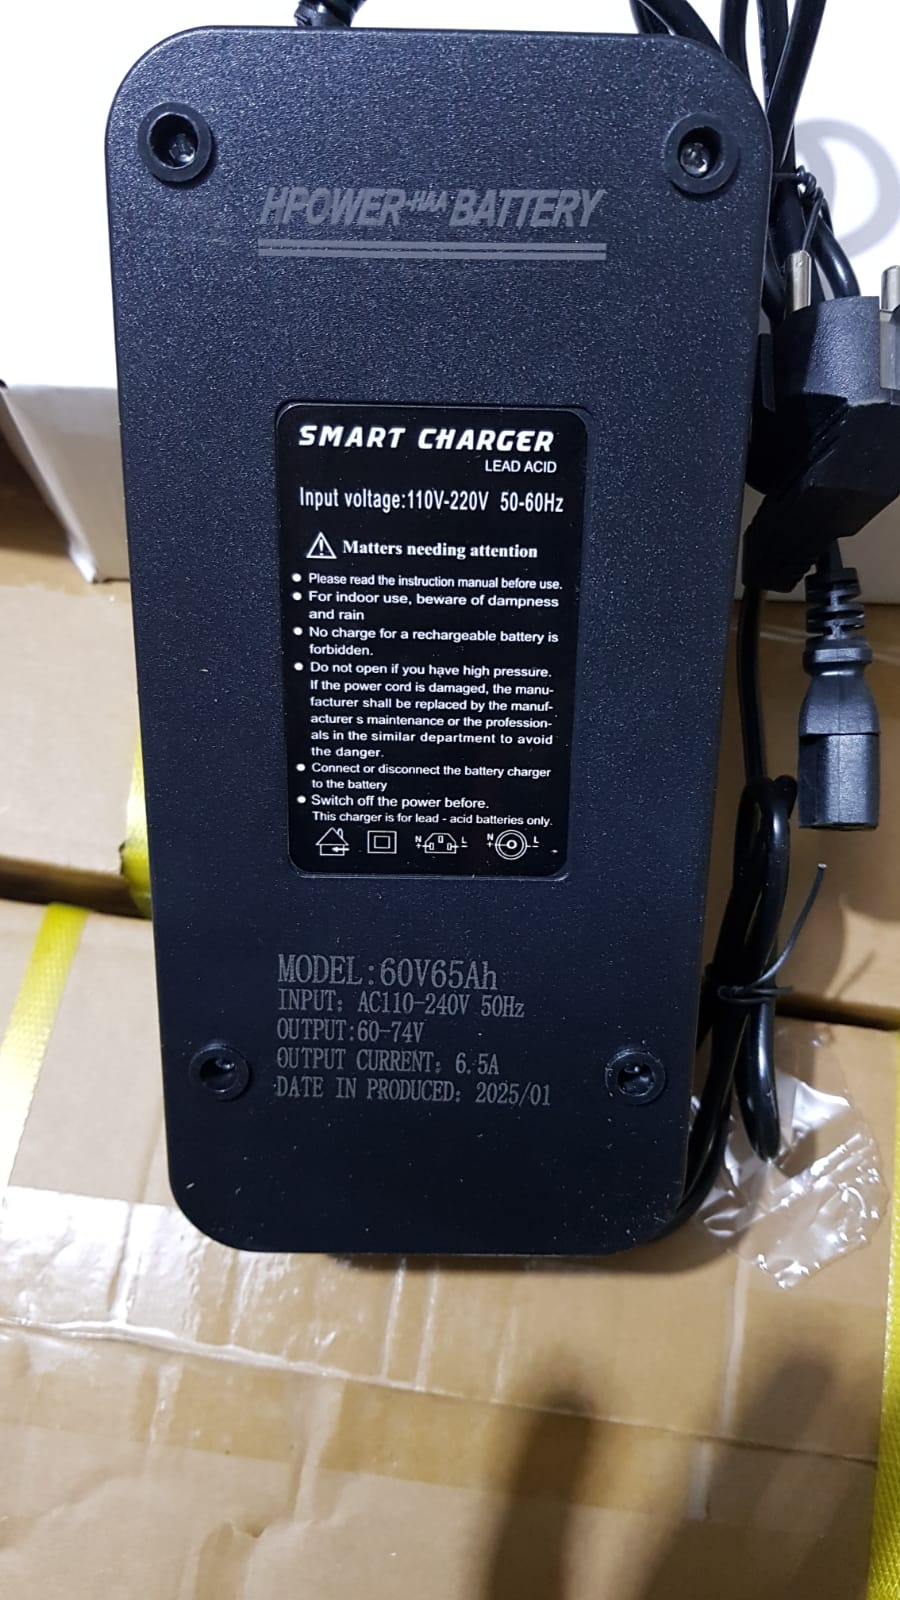 HPOWER-HAA BATTERY
SMART CHARGER
LEAD ACID
Input voltage:110V-220V 50-60Hz
Matters needing attention
Please read the instruction manual before use.
For indoor use, beware of dampness
and rain
No charge for a rechargeable battery is
forbidden.
Do not open if you have high pressure.
If the power cord is damaged, the manu-
facturer shall be replaced by the manuf-
acturer s maintenance or the profession-
als in the similar department to avoid
the danger.
Connect or disconnect the battery charger
to the battery
Switch off the power before.
This charger is for lead - acid batteries only.
N + L -
N + L -
MODEL:60V65Ah
INPUT: AC110-240V 50Hz
OUTPUT:60-74V
OUTPUT CURRENT: 6.5A
DATE IN PRODUCED: 2025/01